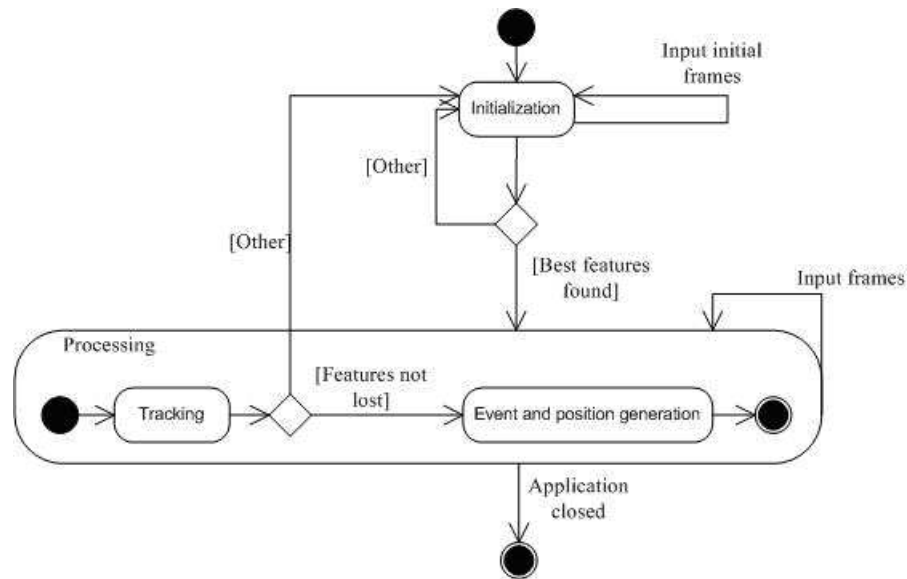 Input initial
frames
Initialization
[Other]
[Other]
[Best features
found]
Input frames
Processing
[Features not
lost]
Tracking
Event and position generation
Application
closed